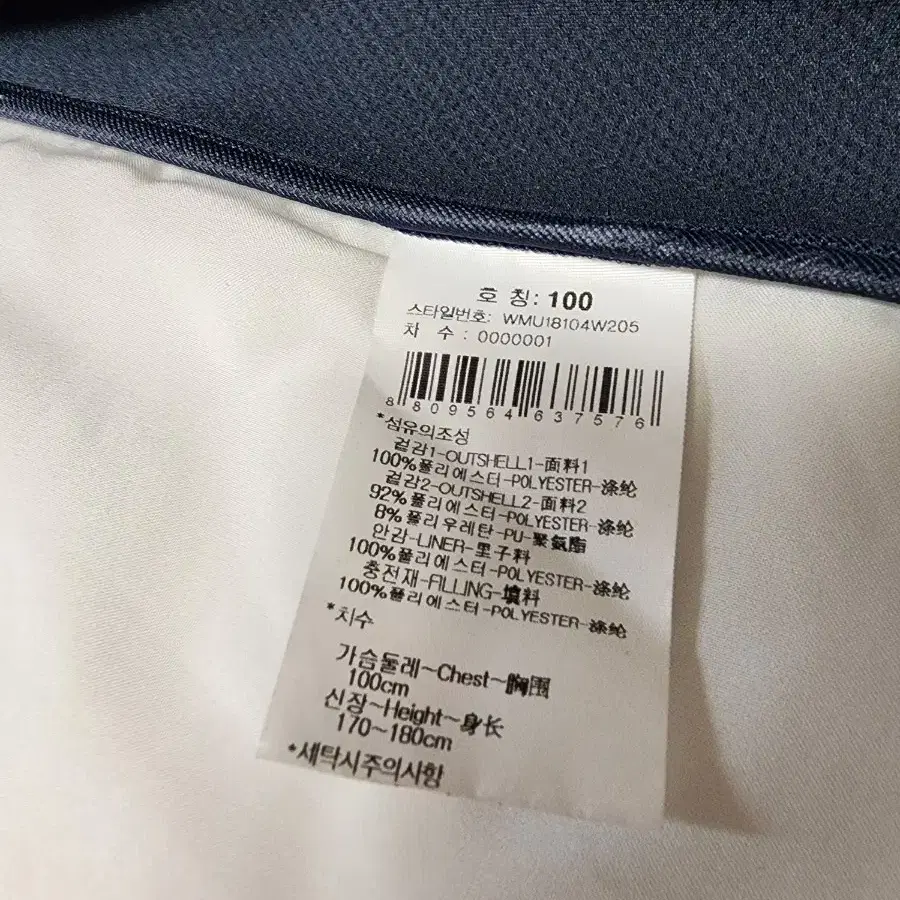 호 칭: 100
스타일번호: WMU18104W205
차 수 : 0000001
8 809564 637576
*섬유의조성
겉감1-OUTSHELL1-面料1
100%폴리에스터-POLYESTER-涤纶
겉감2-OUTSHELL2-面料2
92%폴리에스터-POLYESTER-涤纶
8%폴리우레탄-PU-聚氨脂
안감-LINER-里子料
100%폴리에스터-POLYESTER-涤纶
충전재-FILLING-填料
100%폴리에스터-POLYESTER-涤纶
*치수
가슴둘레~Chest~胸围
100cm
신장~Height~身长
170~180cm
*세탁시주의사항